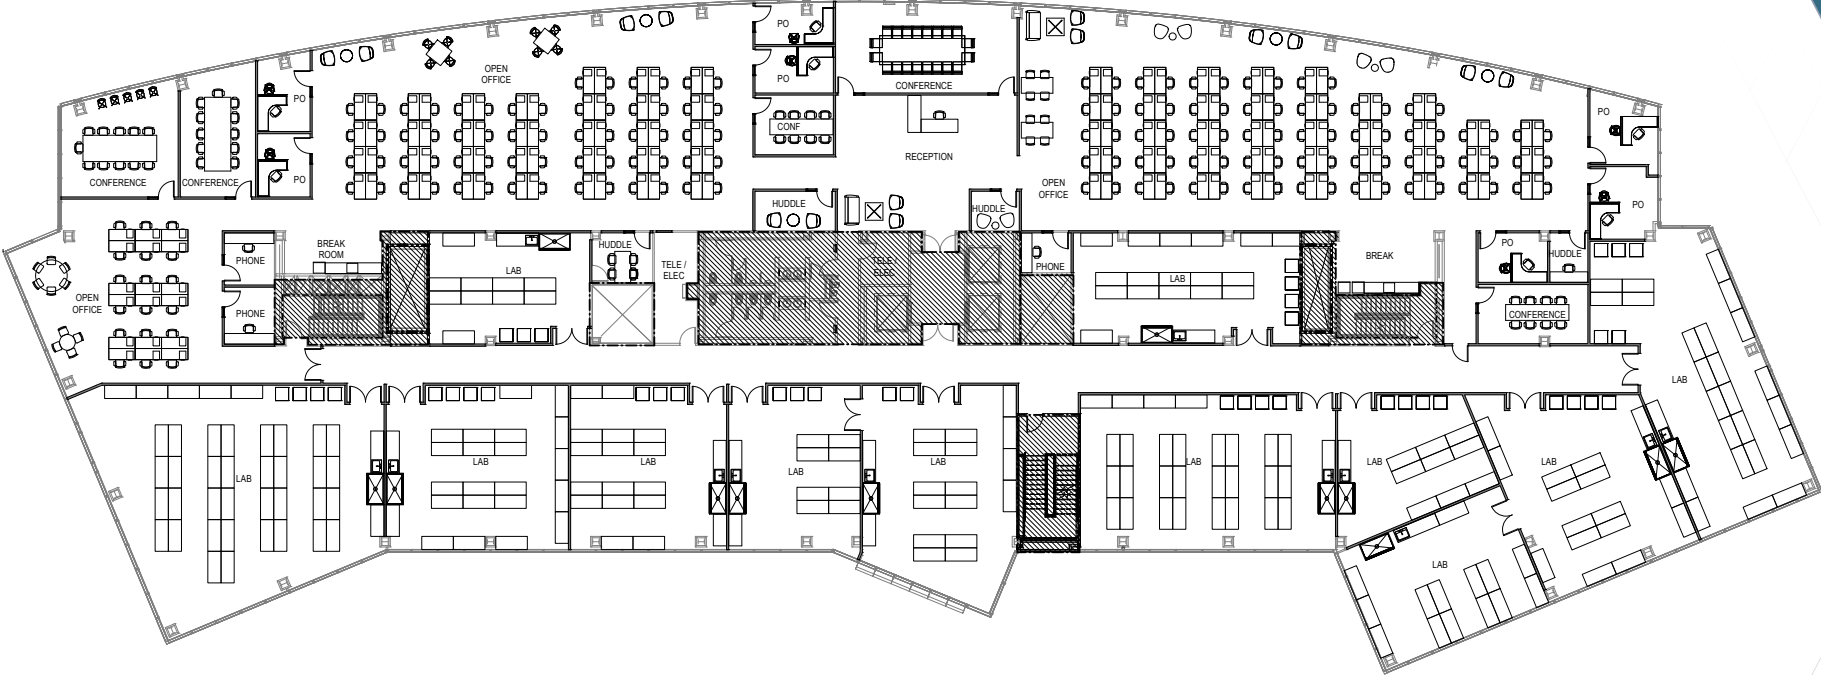 PO
OPEN
OFFICE
PO
CONFERENCE
PO
PO
CONF
PO
RECEPTION
CONFERENCE
CONFERENCE
PO
OPEN
OFFICE
HUDDLE
HUDDLE
PO
BREAK
ROOM
HUDDLE
PO
PHONE
LAB
TELE /
ELEC
TELE
ELEC
PHONE
LAB
BREAK
HUDDLE
OPEN
OFFICE
PHONE
CONFERENCE
LAB
LAB
LAB
LAB
LAB
LAB
LAB
LAB
LAB
LAB